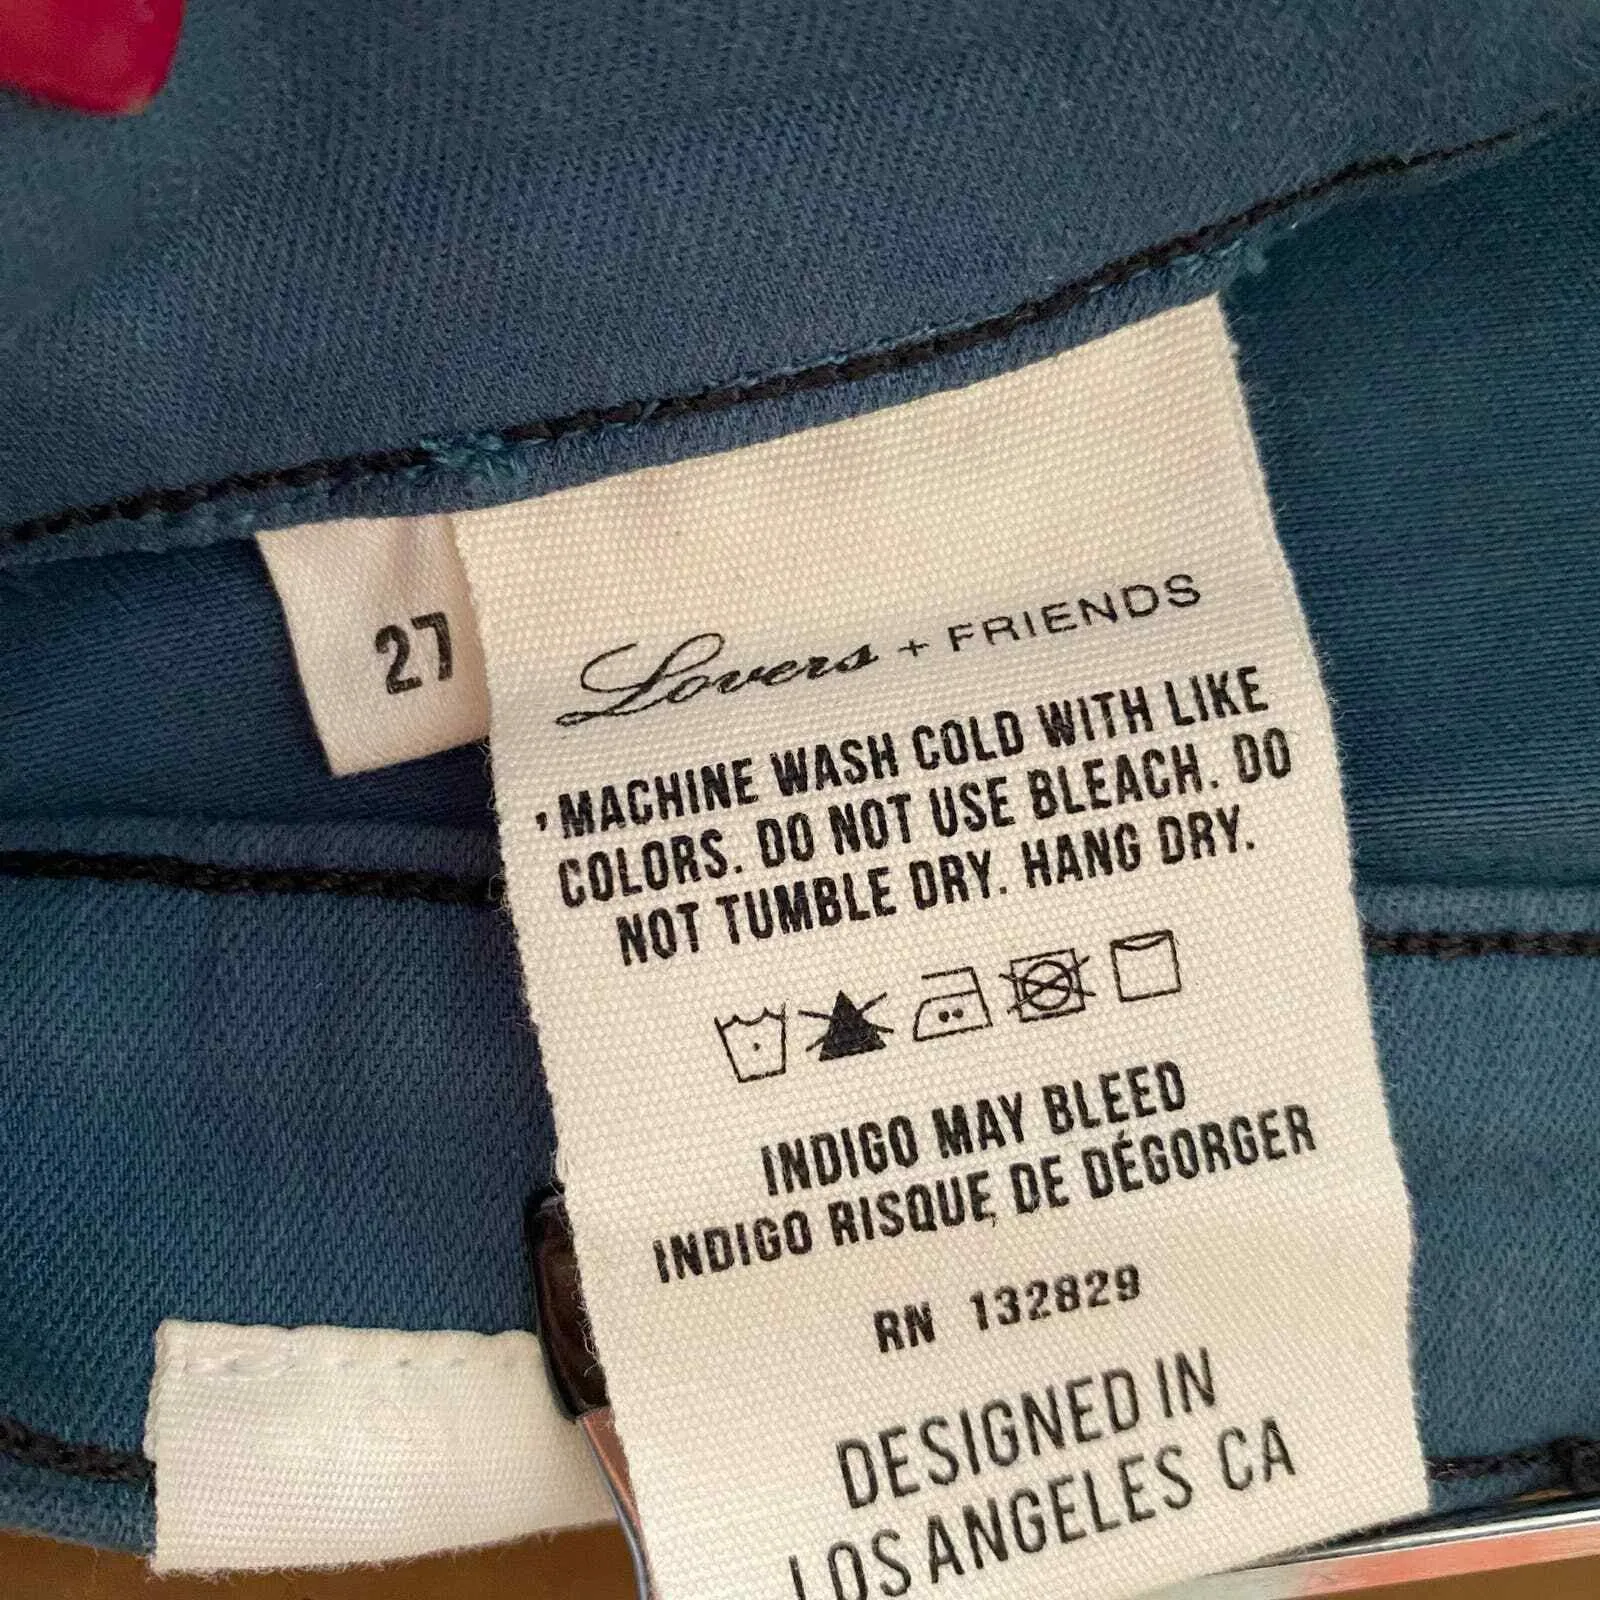 27
Lovers + FRIENDS
MACHINE WASH COLD WITH LIKE
COLORS. DO NOT USE BLEACH. DO
NOT TUMBLE DRY. HANG DRY.
INDIGO MAY BLEED
INDIGO RISQUE DE DÉGORGER
RN 132829
DESIGNED IN
LOS ANGELES CA